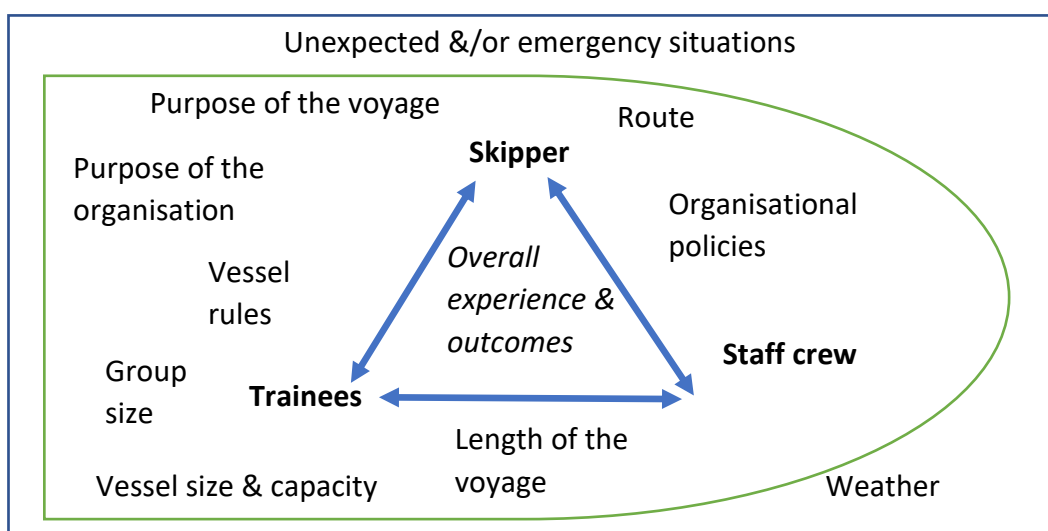 Unexpected &/or emergency situations
Purpose of the voyage
Route
Skipper
Purpose of the
organisation
Organisational
policies
Vessel
rules
Overall
experience &
outcomes
Staff crew
Group
size
Trainees
Length of the
voyage
Vessel size & capacity
Weather